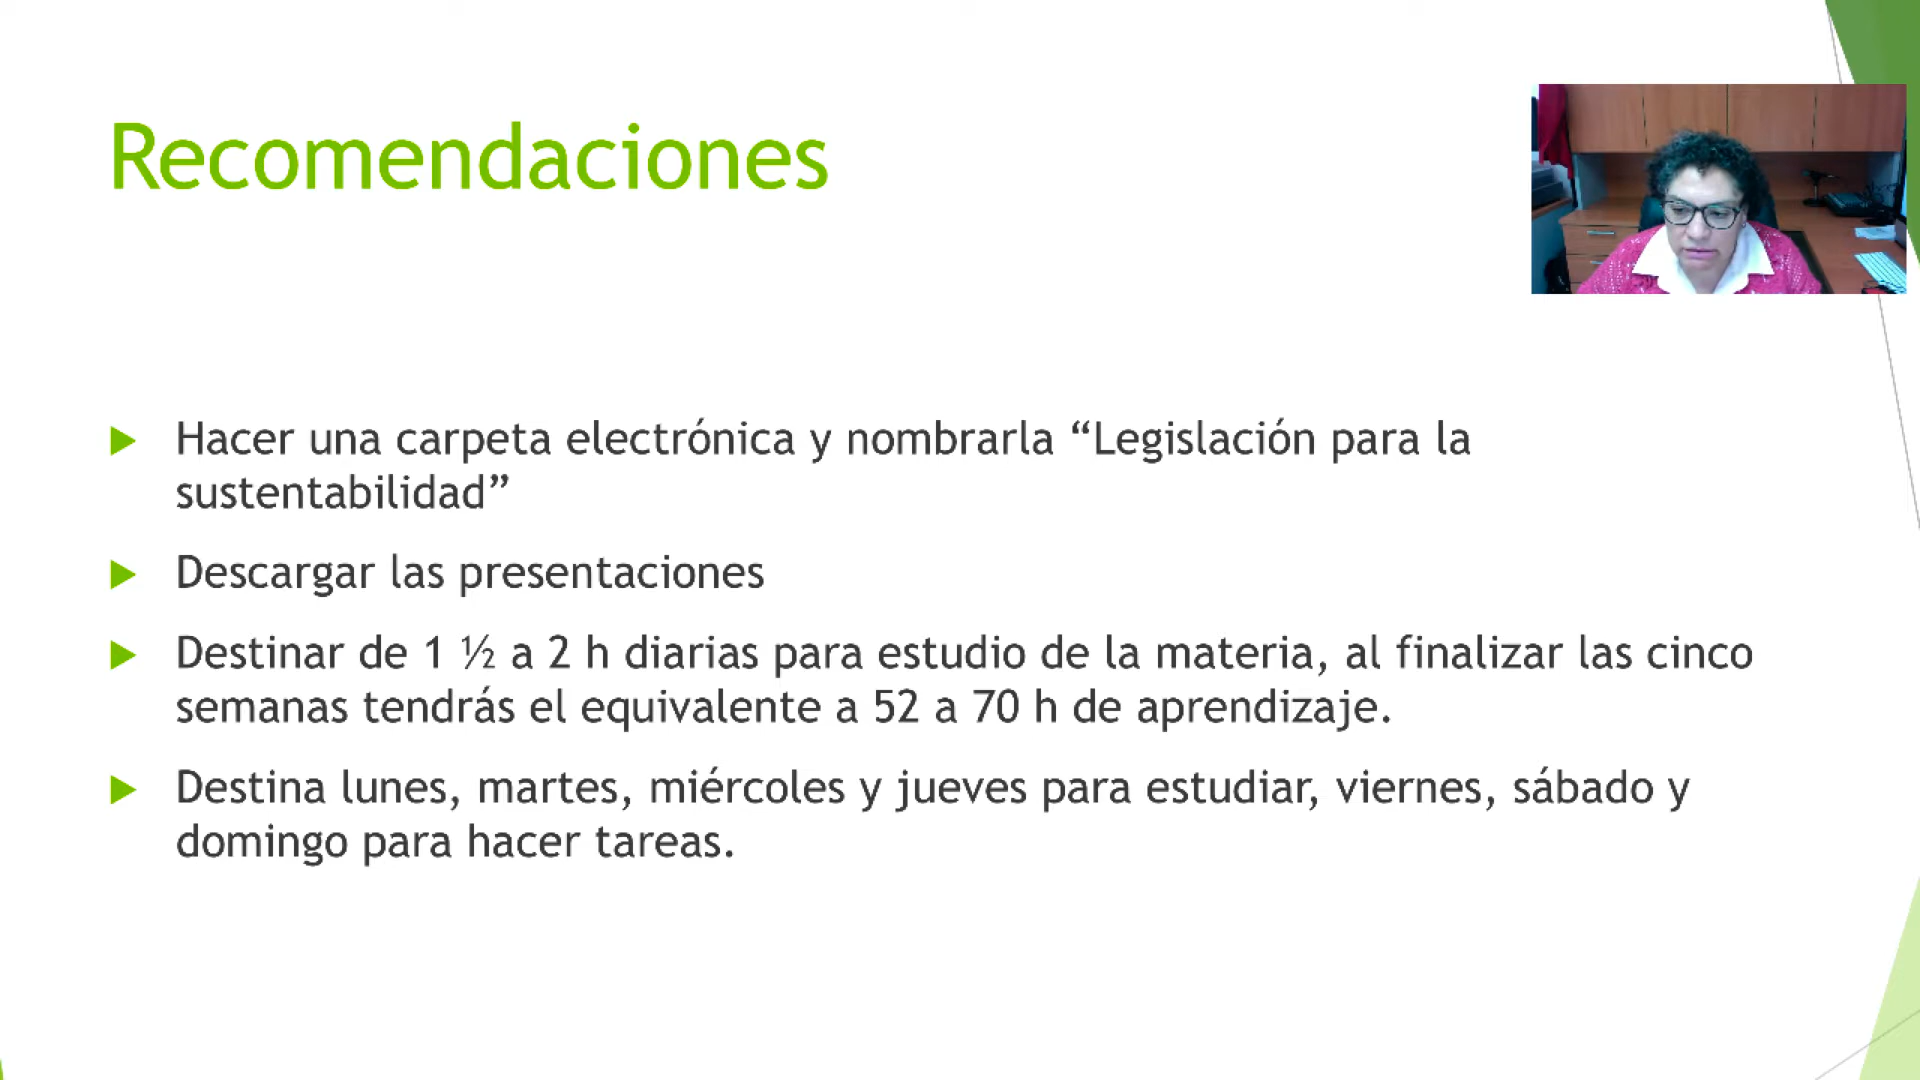 Recomendaciones
Hacer una carpeta electrónica y nombrarla “Legislación para la
sustentabilidad”
Descargar las presentaciones
Destinar de 1 ½ a 2 h diarias para estudio de la materia, al finalizar las cinco
semanas tendrás el equivalente a 52 a 70 h de aprendizaje.
Destina lunes, martes, miércoles y jueves para estudiar, viernes, sábado y
domingo para hacer tareas.